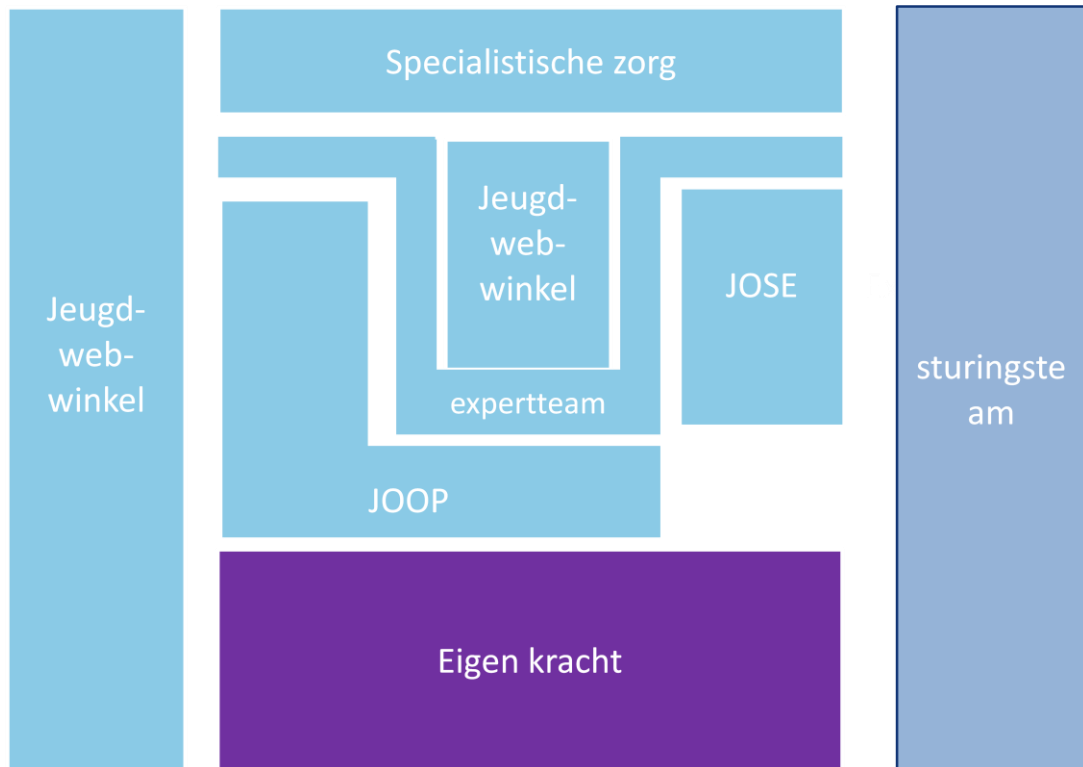 Jeugd-
web-
winkel
Specialistische zorg
Jeugd-
web-
winkel
expertteam
JOSE
JOOP
Eigen kracht
sturingste
am